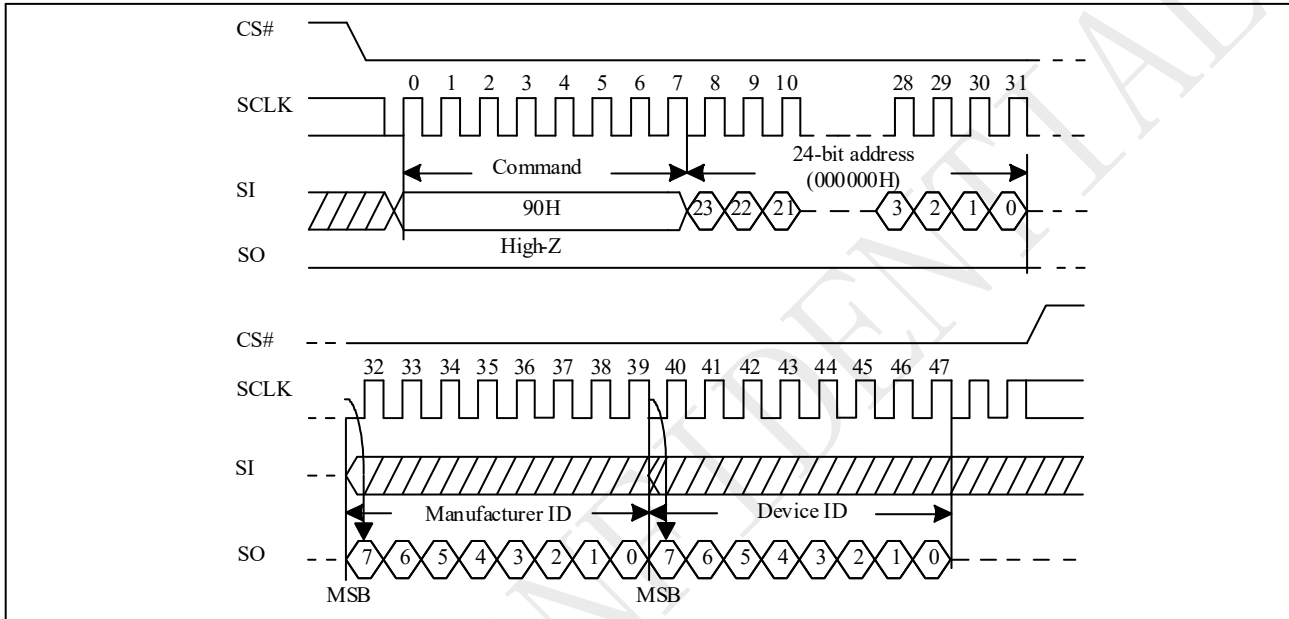 CS#
0 1 2 3 4 5 6 7 8 9 10 28 29 30 31
SCLK
Command
24-bit address
(000000H)
SI
90H 23 22 21 3 2 1 0
High-Z
SO
CS#
32 33 34 35 36 37 38 39 40 41 42 43 44 45 46 47
SCLK
SI
Manufacturer ID Device ID
SO 7 6 5 4 3 2 1 0 7 6 5 4 3 2 1 0
MSB MSB
NFIDENTIAL